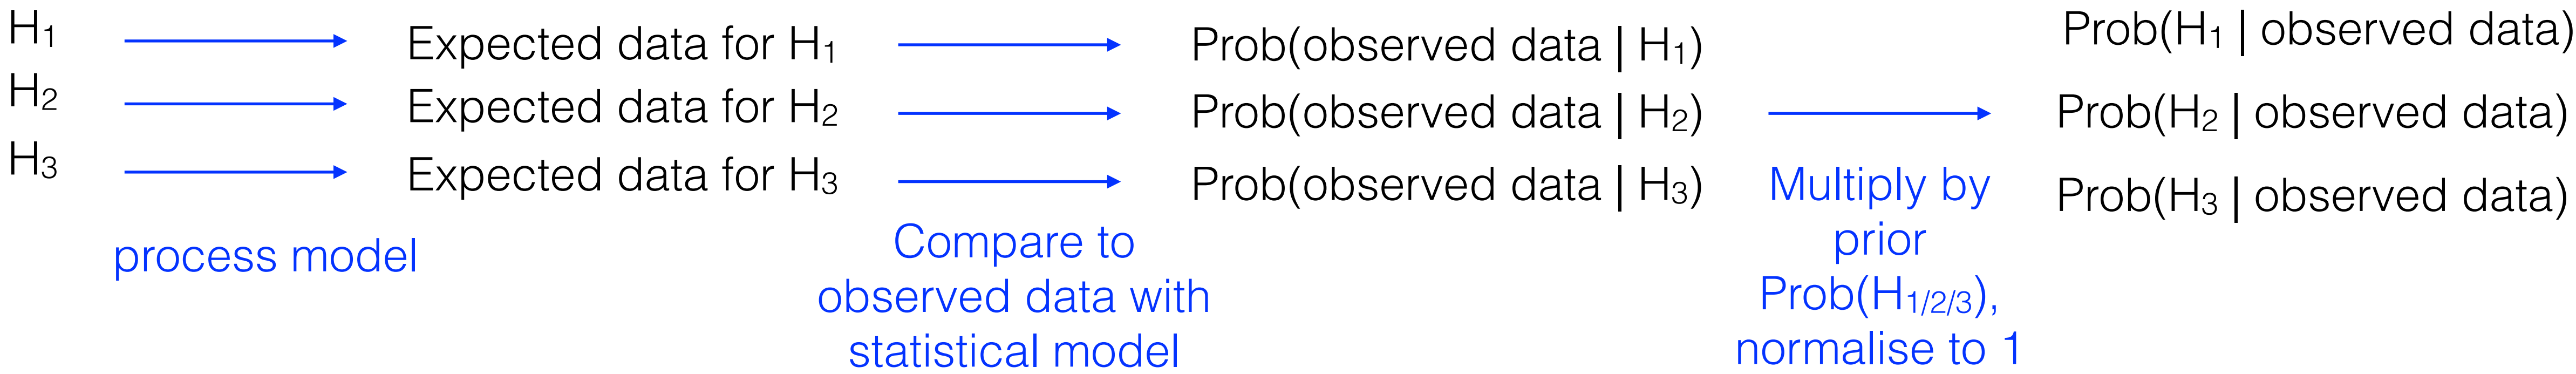 H₁
H₂
H₃
process model
Expected data for H₁
Expected data for H₂
Expected data for H₃
Compare to
observed data with
statistical model
Prob(observed data | H₁)
Prob(observed data | H₂)
Prob(observed data | H₃)
Multiply by
prior
Prob(H₁/₂/₃),
normalise to 1
Prob(H₁ | observed data)
Prob(H₂ | observed data)
Prob(H₃ | observed data)